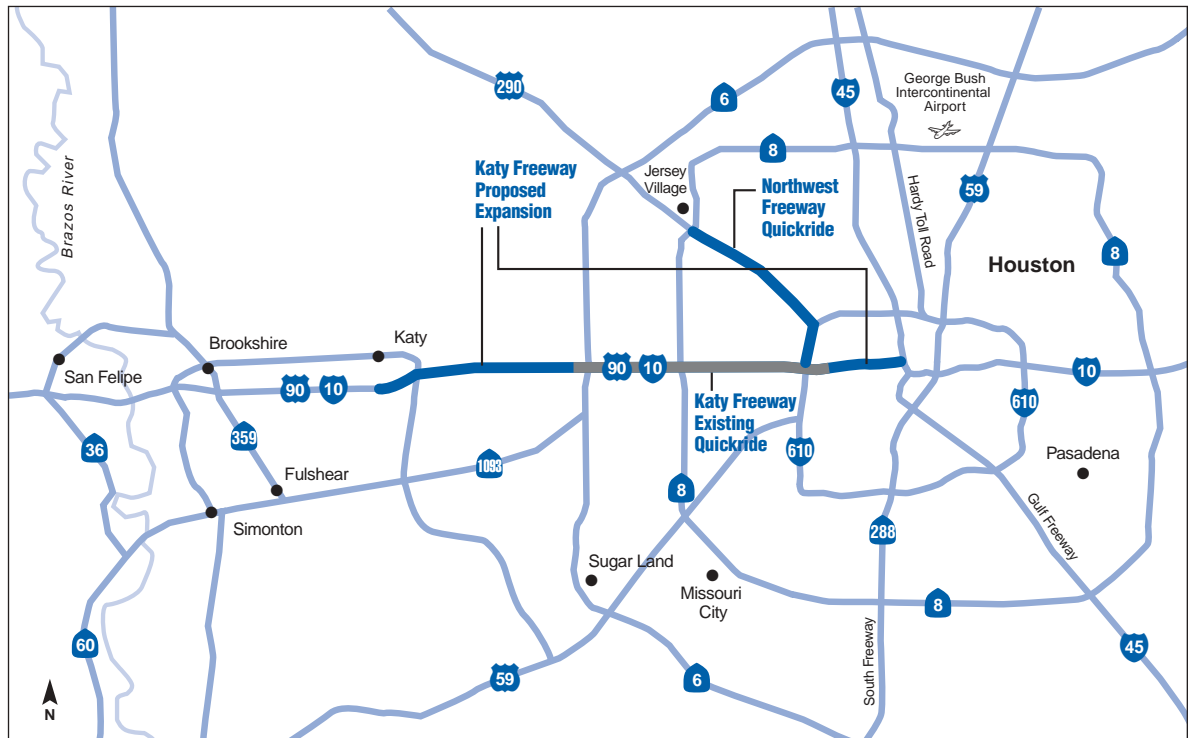 290
6
45
George Bush
Intercontinental
Airport
8
Katy Freeway
Proposed
Expansion
Jersey
Village
Northwest
Freeway
Quickride
Hardy Toll Road
59
Brazos River
8
Houston
Brookshire
Katy
San Felipe
90
10
90
10
10
Katy Freeway
Existing
Quickride
610
36
359
610
1093
Pasadena
Fulshear
8
Simonton
Gulf Freeway
288
Sugar Land
Missouri
City
8
South Freeway
60
45
59
6
N